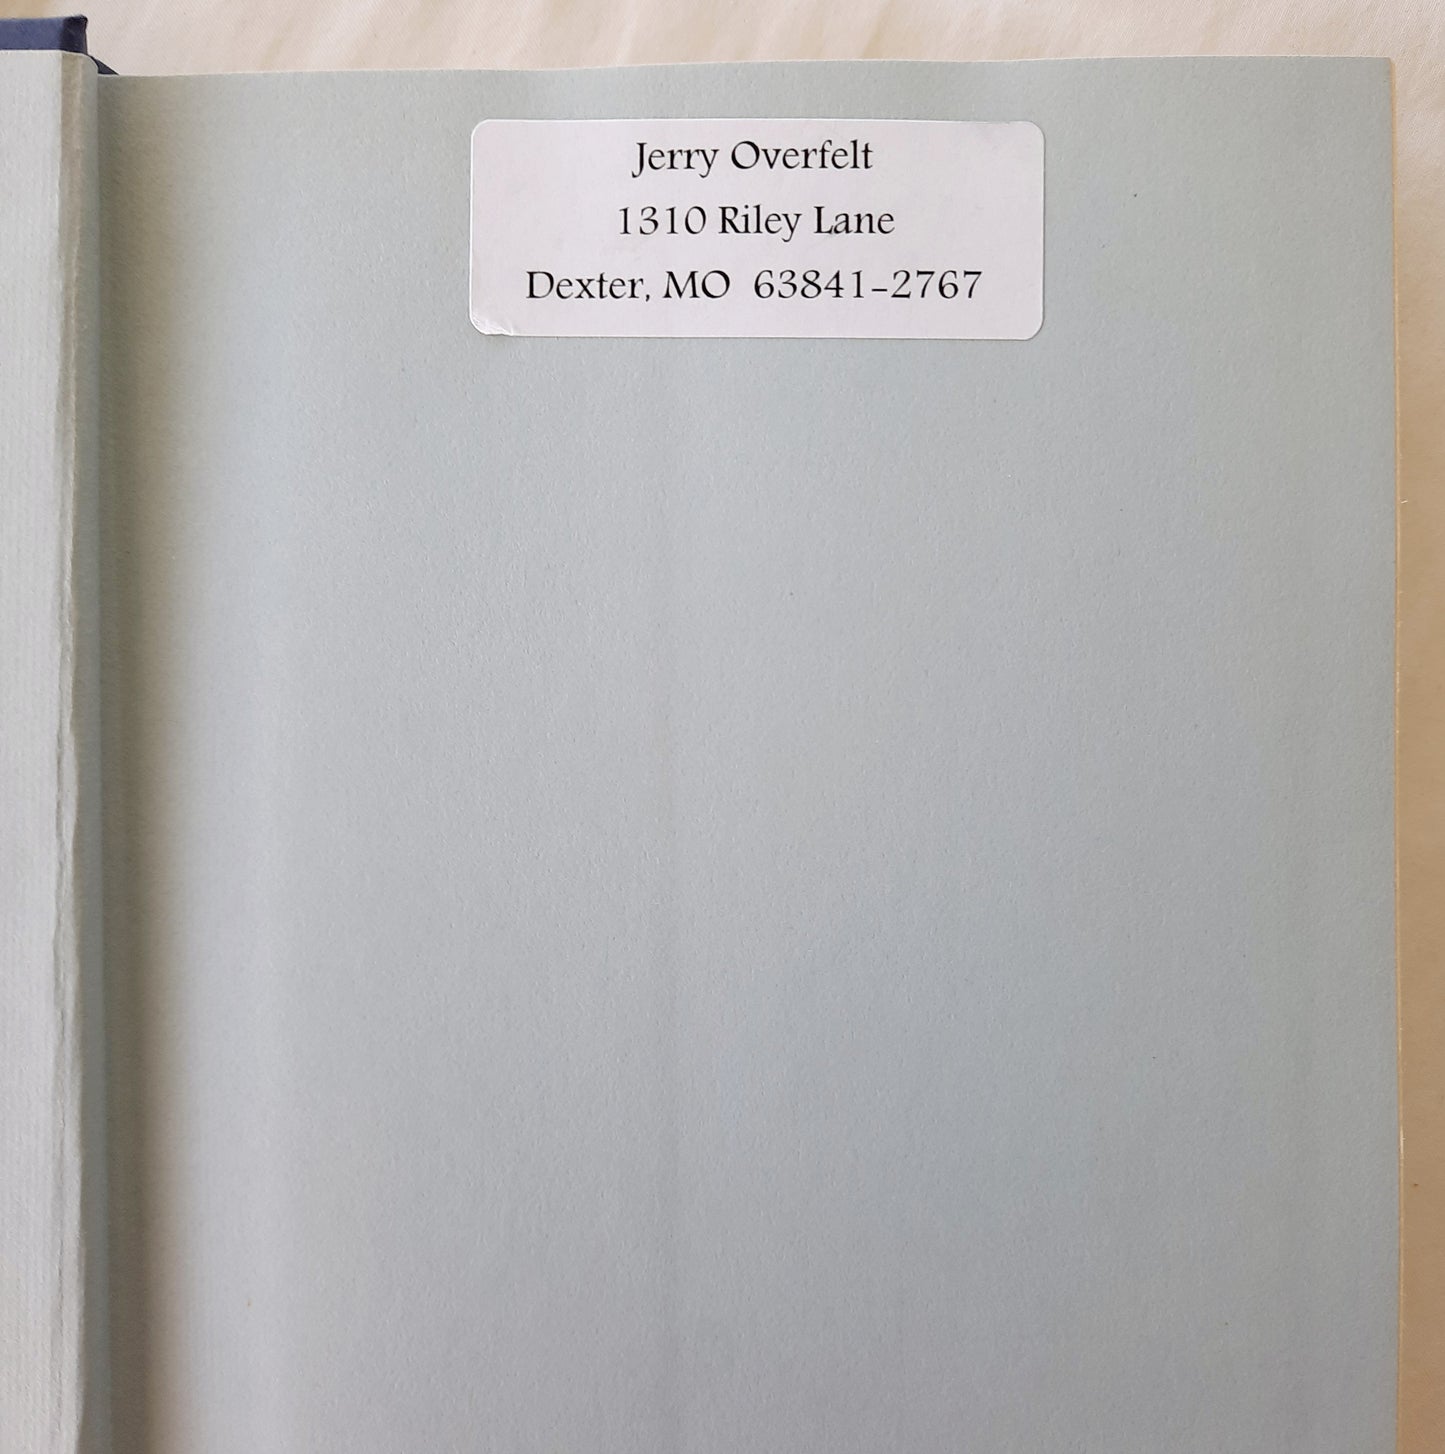 Jerry Overfelt
1310 Riley Lane
Dexter, MO  63841-2767